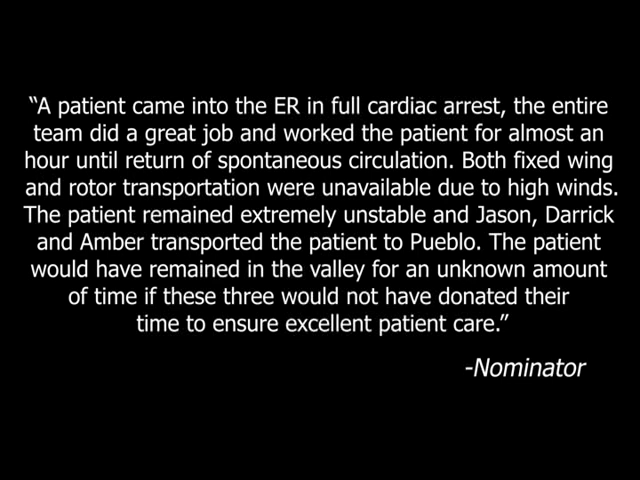 “A patient came into the ER in full cardiac arrest, the entire
team did a great job and worked the patient for almost an
hour until return of spontaneous circulation. Both fixed wing
and rotor transportation were unavailable due to high winds.
The patient remained extremely unstable and Jason, Darrick
and Amber transported the patient to Pueblo. The patient
would have remained in the valley for an unknown amount
of time if these three would not have donated their
time to ensure excellent patient care.”
-Nominator